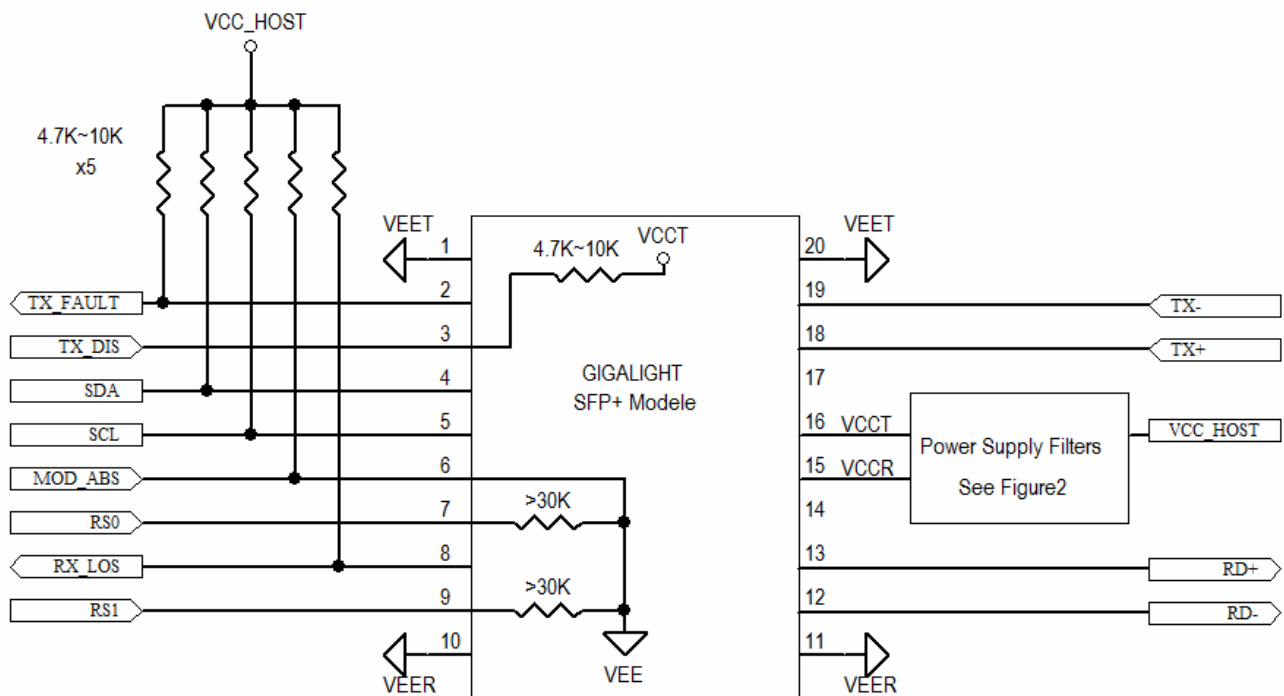 VCC_HOST
4.7K~10K
x5
VEET
1
4.7K~10K
VCCT
20
VEET
TX_FAULT
2
19
TX-
TX_DIS
3
18
TX+
SDA
4
GIGALIGHT
SFP+ Modele
17
SCL
5
16
VCCT
Power Supply Filters
See Figure2
VCC_HOST
MOD_ABS
6
15
VCCR
RS0
7
>30K
14
RX_LOS
8
13
RD+
RS1
9
>30K
12
RD-
10
VEER
VEE
11
VEER